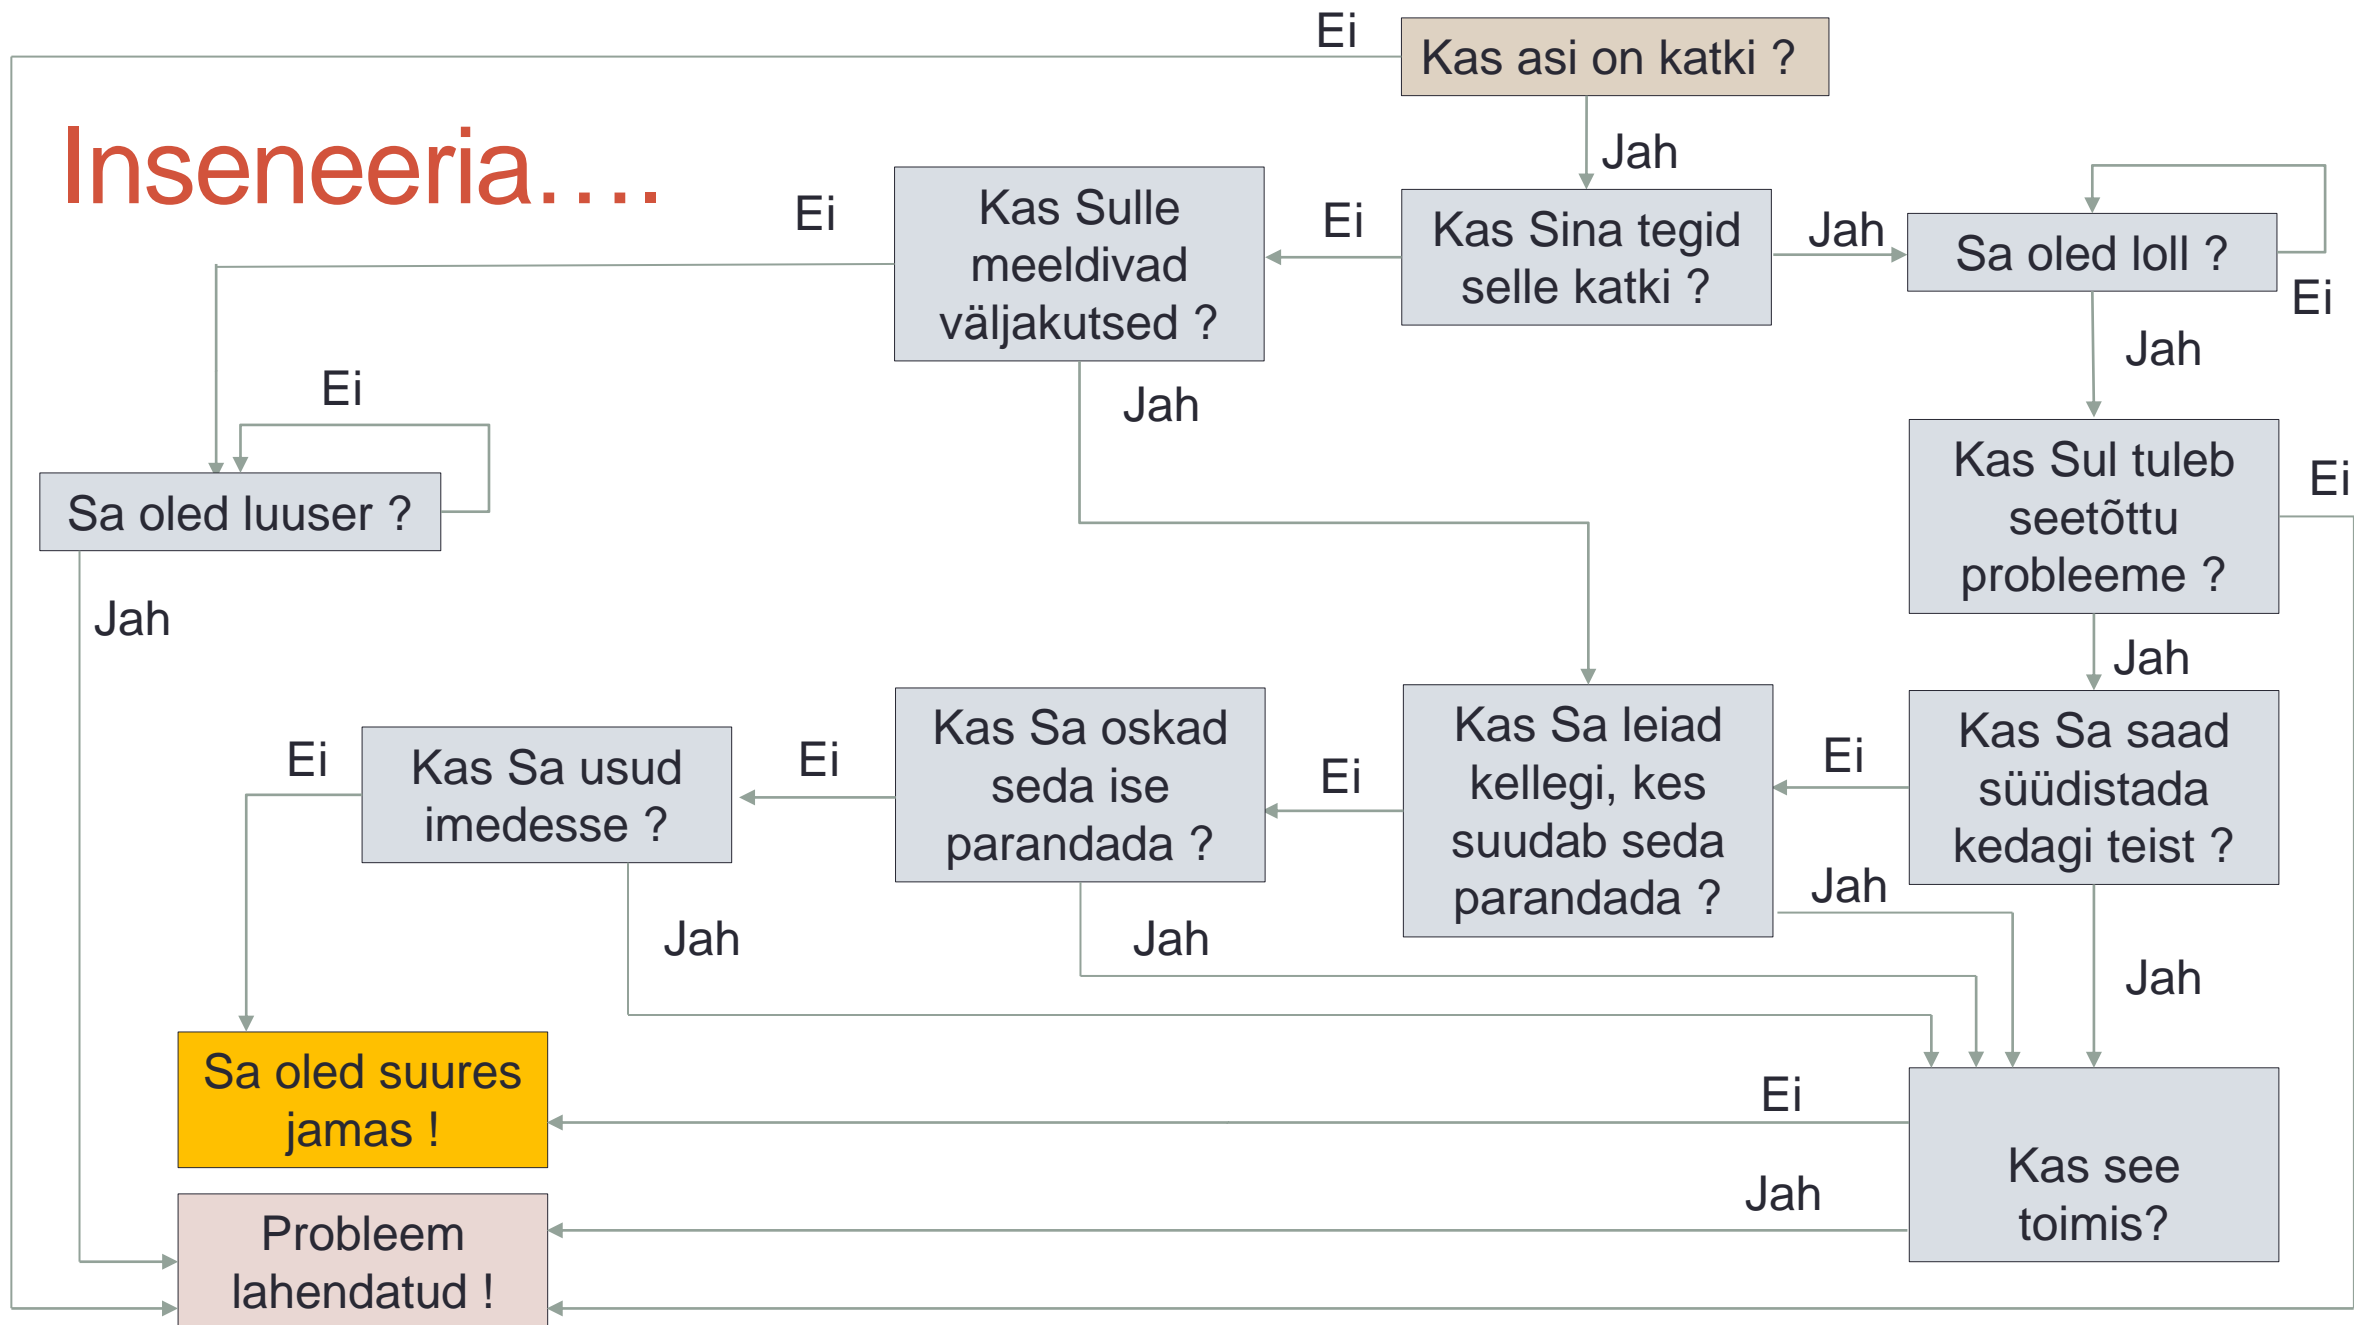 Ei
Kas asi on katki ?
Inseneeria….
Jah
Ei
Kas Sulle
meeldivad
väljakutsed ?
Ei
Kas Sina tegid
selle katki ?
Jah
Sa oled loll ?
Ei
Jah
Ei
Jah
Sa oled luuser ?
Kas Sul tuleb
seetõttu
probleeme ?
Ei
Jah
Jah
Ei
Kas Sa usud
imedesse ?
Ei
Kas Sa oskad
seda ise
parandada ?
Ei
Kas Sa leiad
kellegi, kes
suudab seda
parandada ?
Ei
Kas Sa saad
süüdistada
kedagi teist ?
Jah
Jah
Jah
Jah
Sa oled suures
jamas !
Ei
Kas see
toimis?
Jah
Probleem
lahendatud !